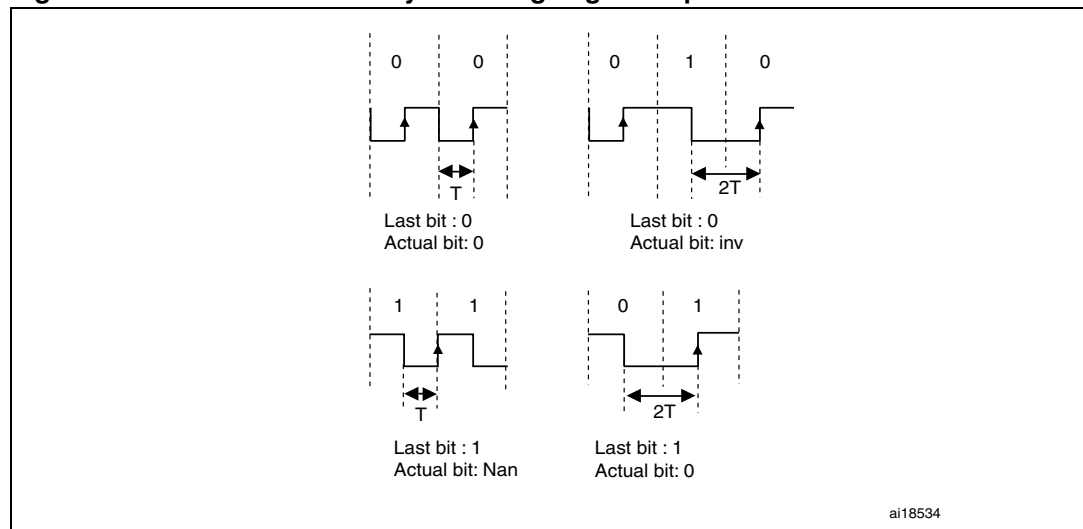 0 0
0 1 0
T
2T
Last bit : 0
Actual bit: 0
Last bit : 0
Actual bit: inv
1 1
0 1
T
2T
Last bit : 1
Actual bit: Nan
Last bit : 1
Actual bit: 0
ai18534